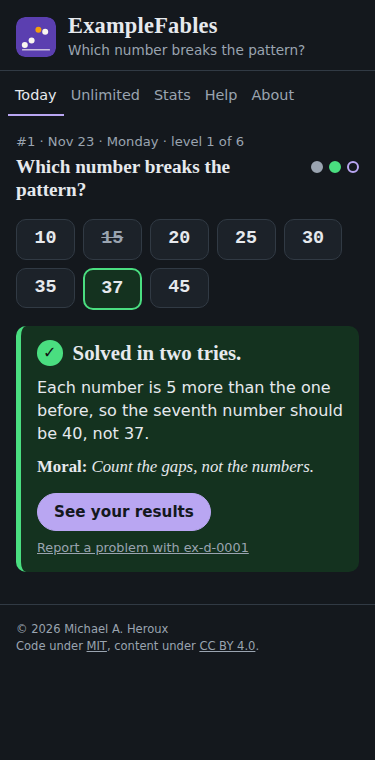 ExampleFables
Which number breaks the pattern?
Today Unlimited Stats Help About
#1 · Nov 23 · Monday · level 1 of 6
Which number breaks the
pattern?
10 15 20 25 30
35 37 45
✓ Solved in two tries.
Each number is 5 more than the one
before, so the seventh number should
be 40, not 37.
Moral: Count the gaps, not the numbers.
See your results
Report a problem with ex-d-0001
© 2026 Michael A. Heroux
Code under MIT, content under CC BY 4.0.